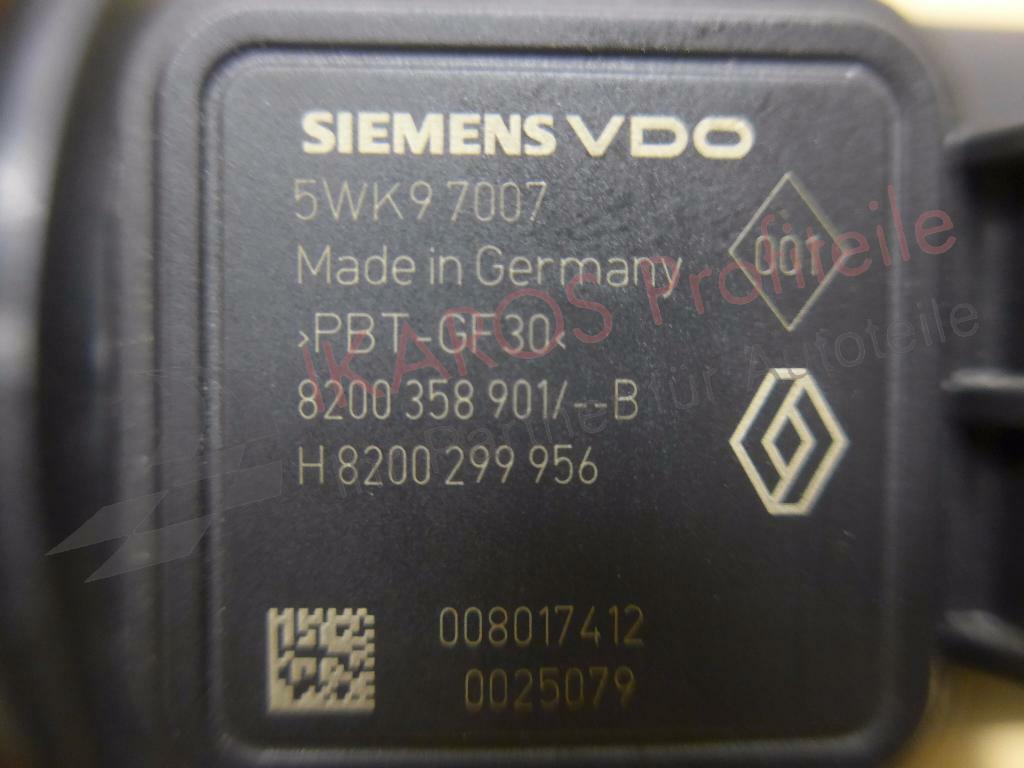 SIEMENS VDO
5WK9 7007
Made in Germany
001
>PBT-GF30<
8200 358 901/--B
H 8200 299 956
008017412
0025079
IKAROS Profiteile
Ihr Partner für Autoteile